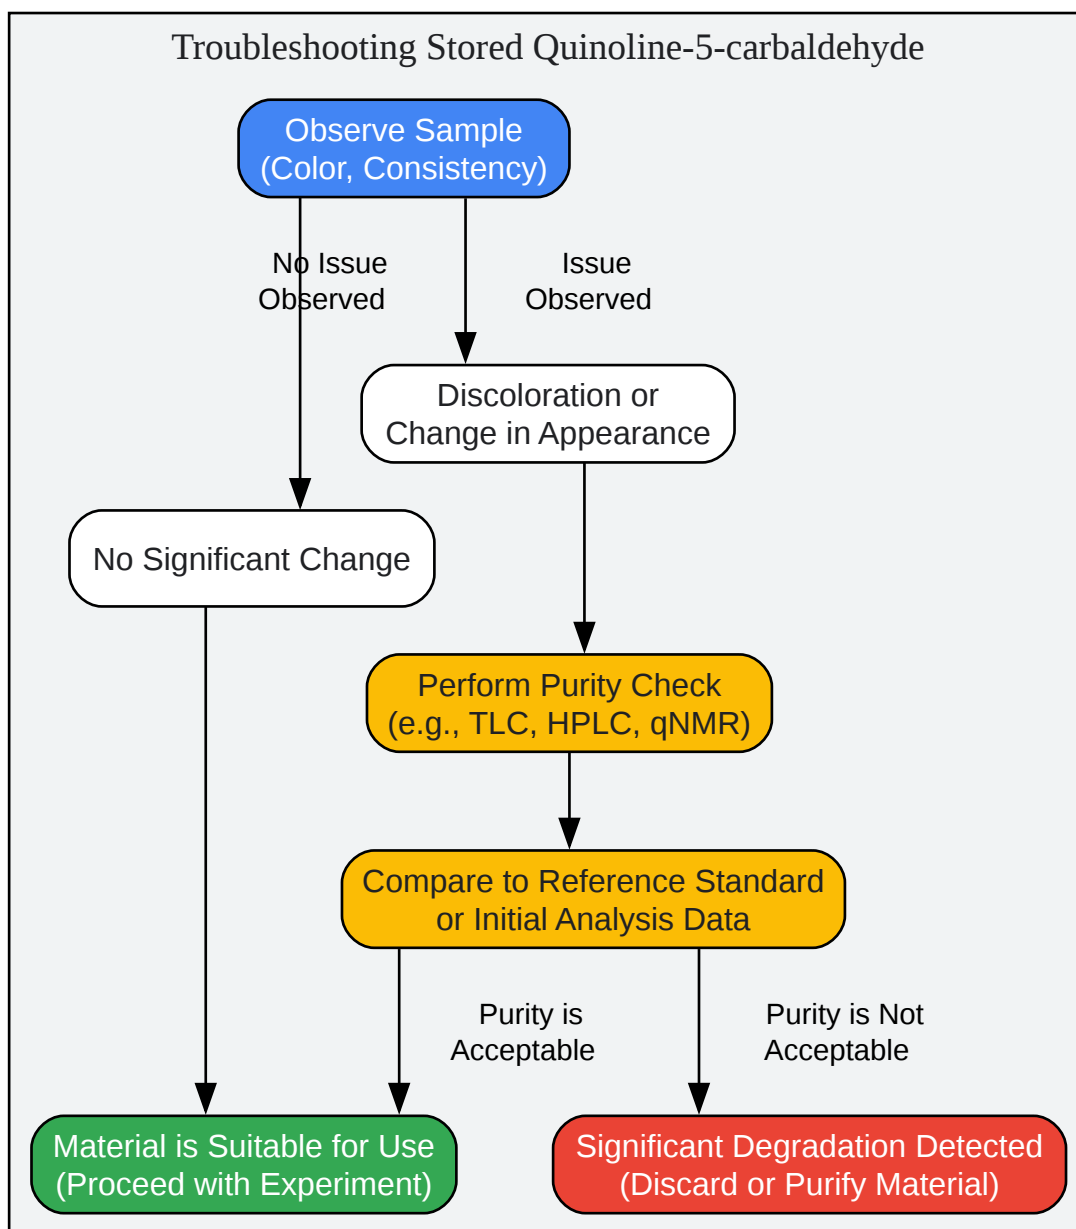 Troubleshooting Stored Quinoline-5-carbaldehyde
Observe Sample
(Color, Consistency)
No Issue
Observed
Issue
Observed
Discoloration or
Change in Appearance
No Significant Change
Perform Purity Check
(e.g., TLC, HPLC, qNMR)
Compare to Reference Standard
or Initial Analysis Data
Purity is
Acceptable
Purity is Not
Acceptable
Material is Suitable for Use
(Proceed with Experiment)
Significant Degradation Detected
(Discard or Purify Material)